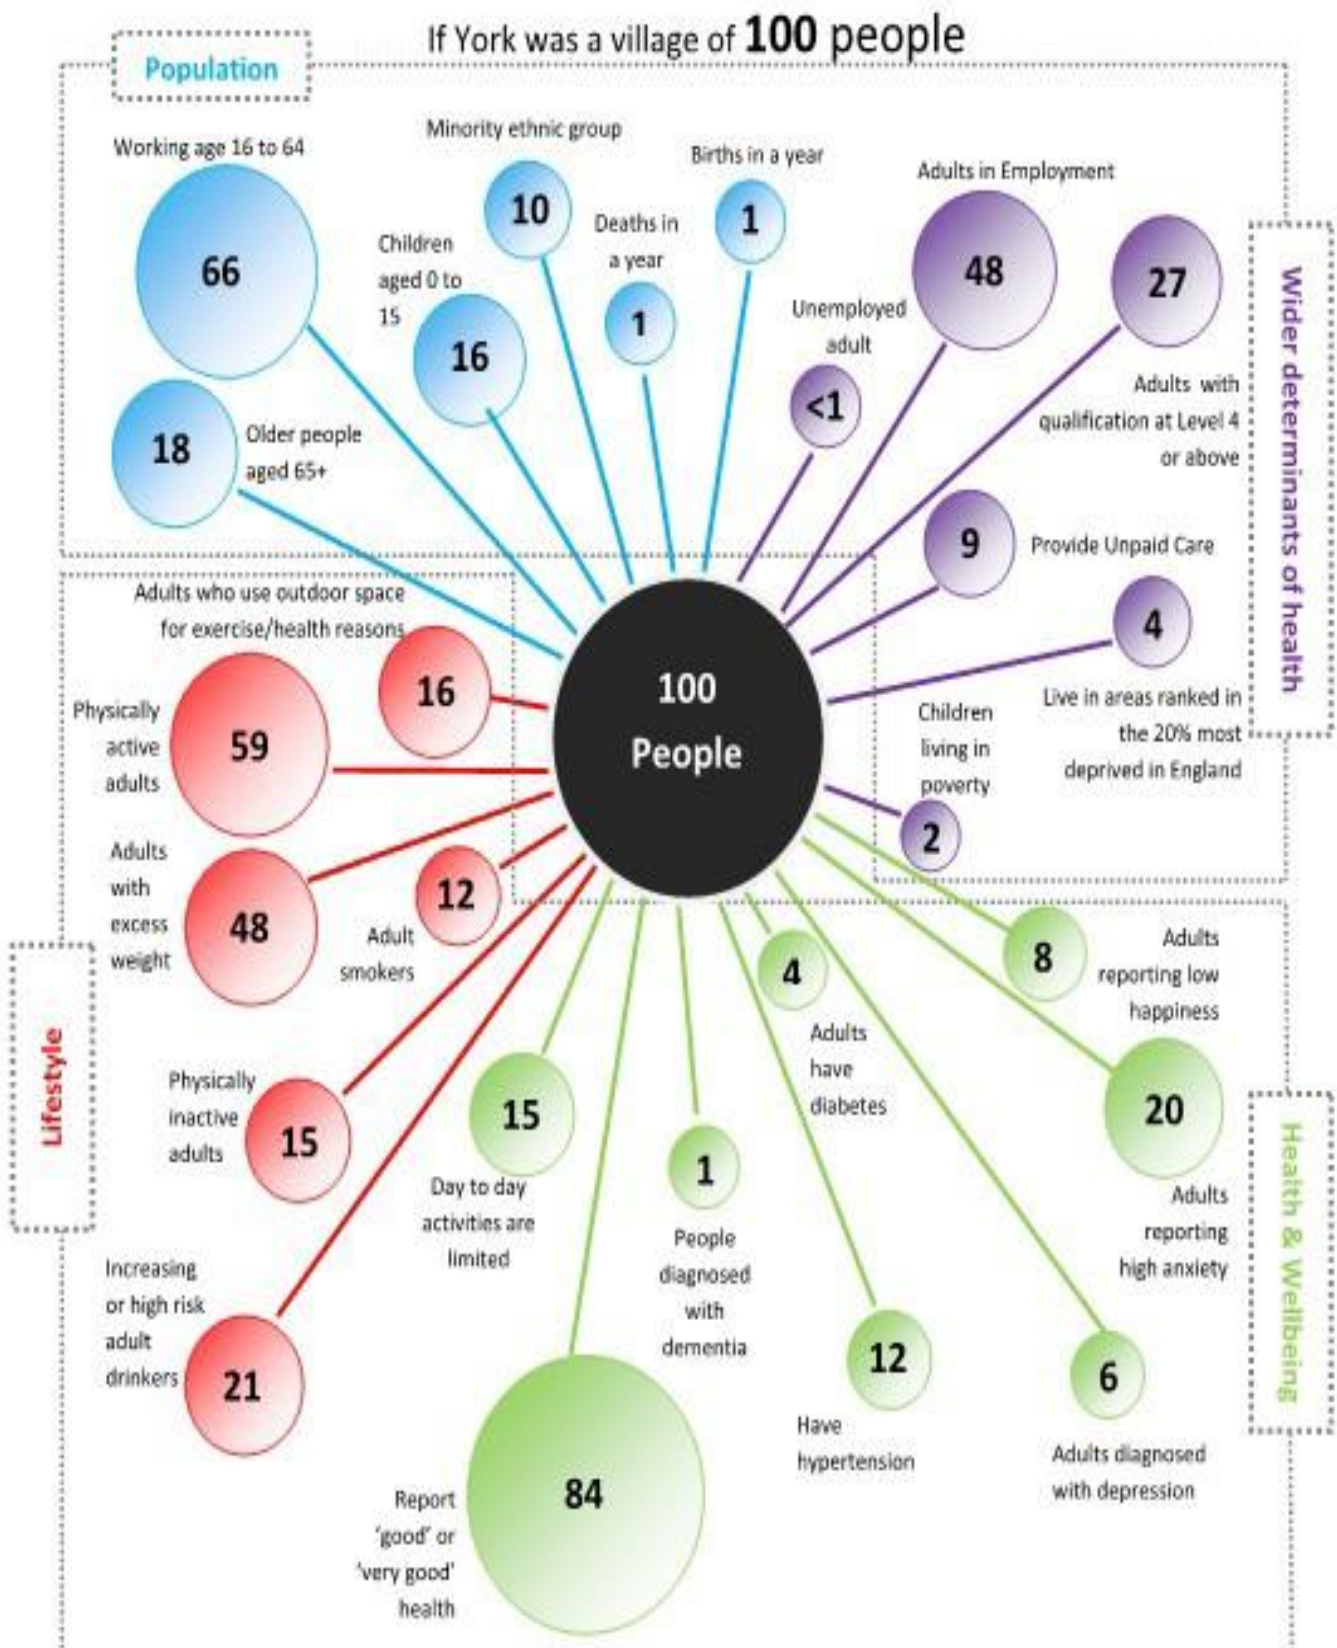 If York was a village of 100 people
Population
Working age 16 to 64
66
18
Older people
aged 65+
Children
aged 0 to
15
16
Minority ethnic group
10
Deaths in
a year
1
Births in a year
1
Wider determinants of health
Unemployed
adult
<1
Adults in Employment
48
27
Adults with
qualification at Level 4
or above
9
Provide Unpaid Care
4
Live in areas ranked in
the 20% most
deprived in England
Children
living in
poverty
2
100
People
Lifestyle
Adults who use outdoor space
for exercise/health reasons
16
Physically
active
adults
59
Adults
with
excess
weight
48
12
Adult
smokers
Physically
inactive
adults
15
Increasing
or high risk
adult
drinkers
21
Health & Wellbeing
8
Adults
reporting low
happiness
20
Adults
reporting
high anxiety
4
Adults
have
diabetes
15
Day to day
activities are
limited
1
People
diagnosed
with
dementia
12
Have
hypertension
6
Adults diagnosed
with depression
84
Report
'good' or
'very good'
health